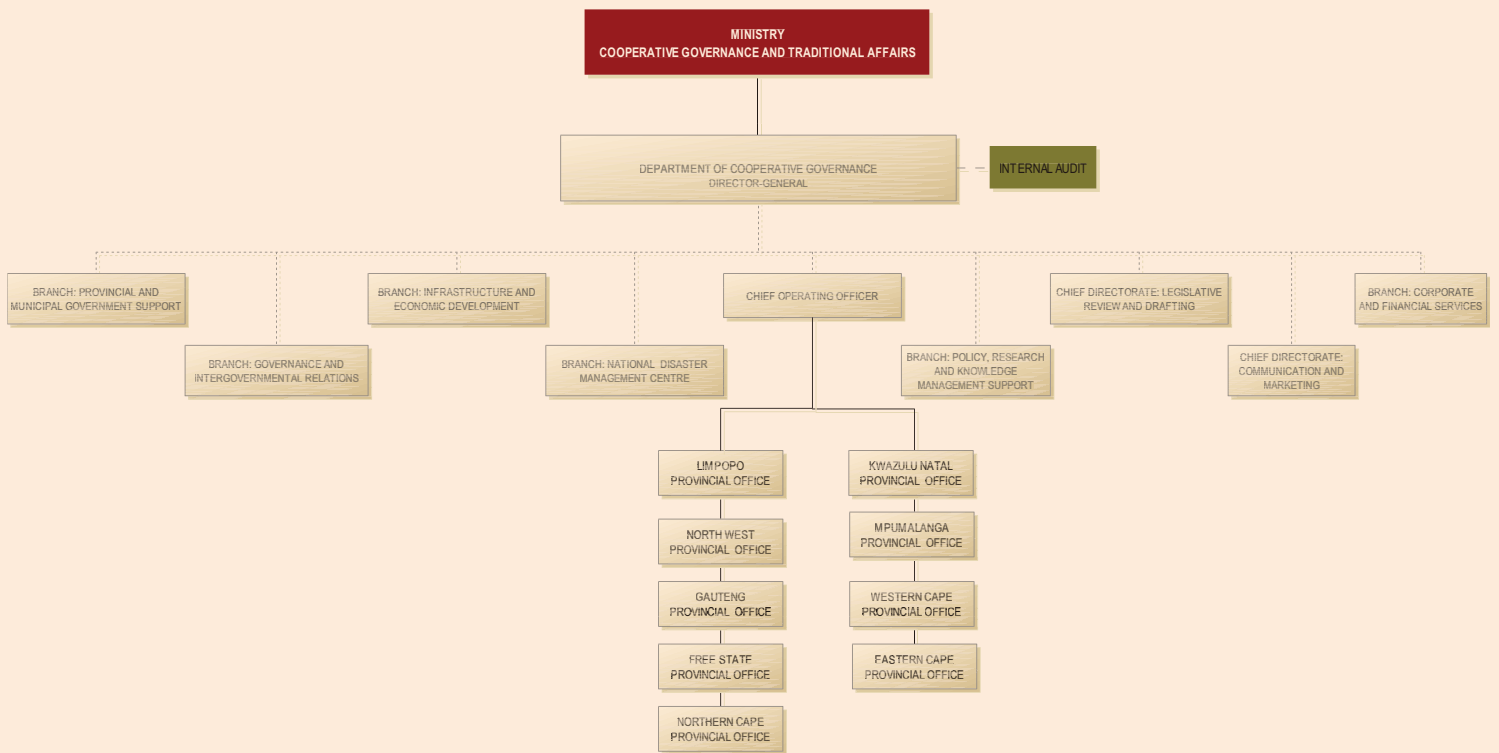 MINISTRY
COOPERATIVE GOVERNANCE AND TRADITIONAL AFFAIRS
DEPARTMENT OF COOPERATIVE GOVERNANCE
DIRECTOR-GENERAL
INTERNAL AUDIT
BRANCH: PROVINCIAL AND
MUNICIPAL GOVERNMENT SUPPORT
BRANCH: INFRASTRUCTURE AND
ECONOMIC DEVELOPMENT
CHIEF OPERATING OFFICER
CHIEF DIRECTORATE: LEGISLATIVE
REVIEW AND DRAFTING
BRANCH: CORPORATE
AND FINANCIAL SERVICES
BRANCH: GOVERNANCE AND
INTERGOVERNMENTAL RELATIONS
BRANCH: NATIONAL DISASTER
MANAGEMENT CENTRE
BRANCH: POLICY, RESEARCH
AND KNOWLEDGE
MANAGEMENT SUPPORT
CHIEF DIRECTORATE:
COMMUNICATION AND
MARKETING
LIMPOPO
PROVINCIAL OFFICE
KWAZULU NATAL
PROVINCIAL OFFICE
NORTH WEST
PROVINCIAL OFFICE
MPUMALANGA
PROVINCIAL OFFICE
GAUTENG
PROVINCIAL OFFICE
WESTERN CAPE
PROVINCIAL OFFICE
FREE STATE
PROVINCIAL OFFICE
EASTERN CAPE
PROVINCIAL OFFICE
NORTHERN CAPE
PROVINCIAL OFFICE